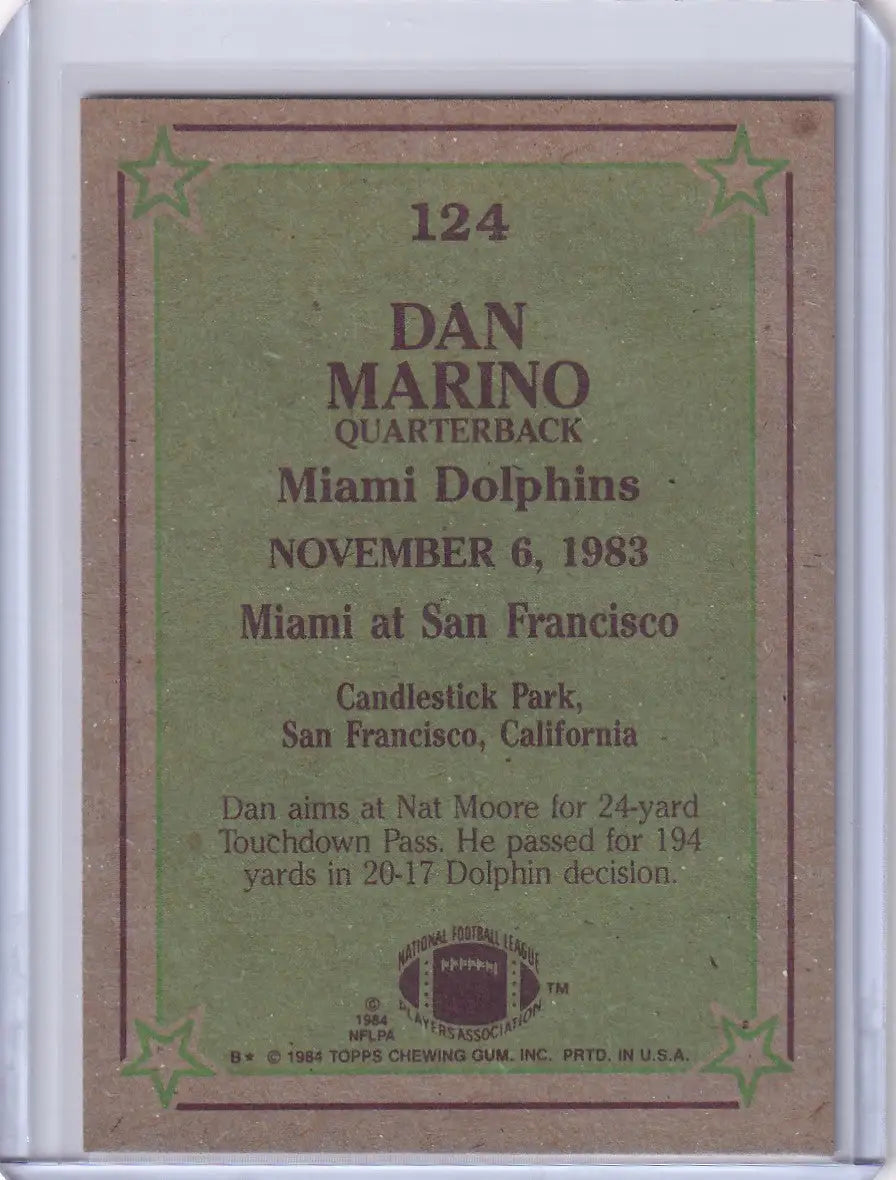 124
DAN
MARINO
QUARTERBACK
Miami Dolphins
NOVEMBER 6, 1983
Miami at San Francisco
Candlestick Park,
San Francisco, California
Dan aims at Nat Moore for 24-yard
Touchdown Pass. He passed for 194
yards in 20-17 Dolphin decision.
NATIONAL FOOTBALL LEAGUE
PLAYERS ASSOCIATION
TM
©
1984
NFLPA
B* © 1984 TOPPS CHEWING GUM. INC. PRTD. IN U.S.A.